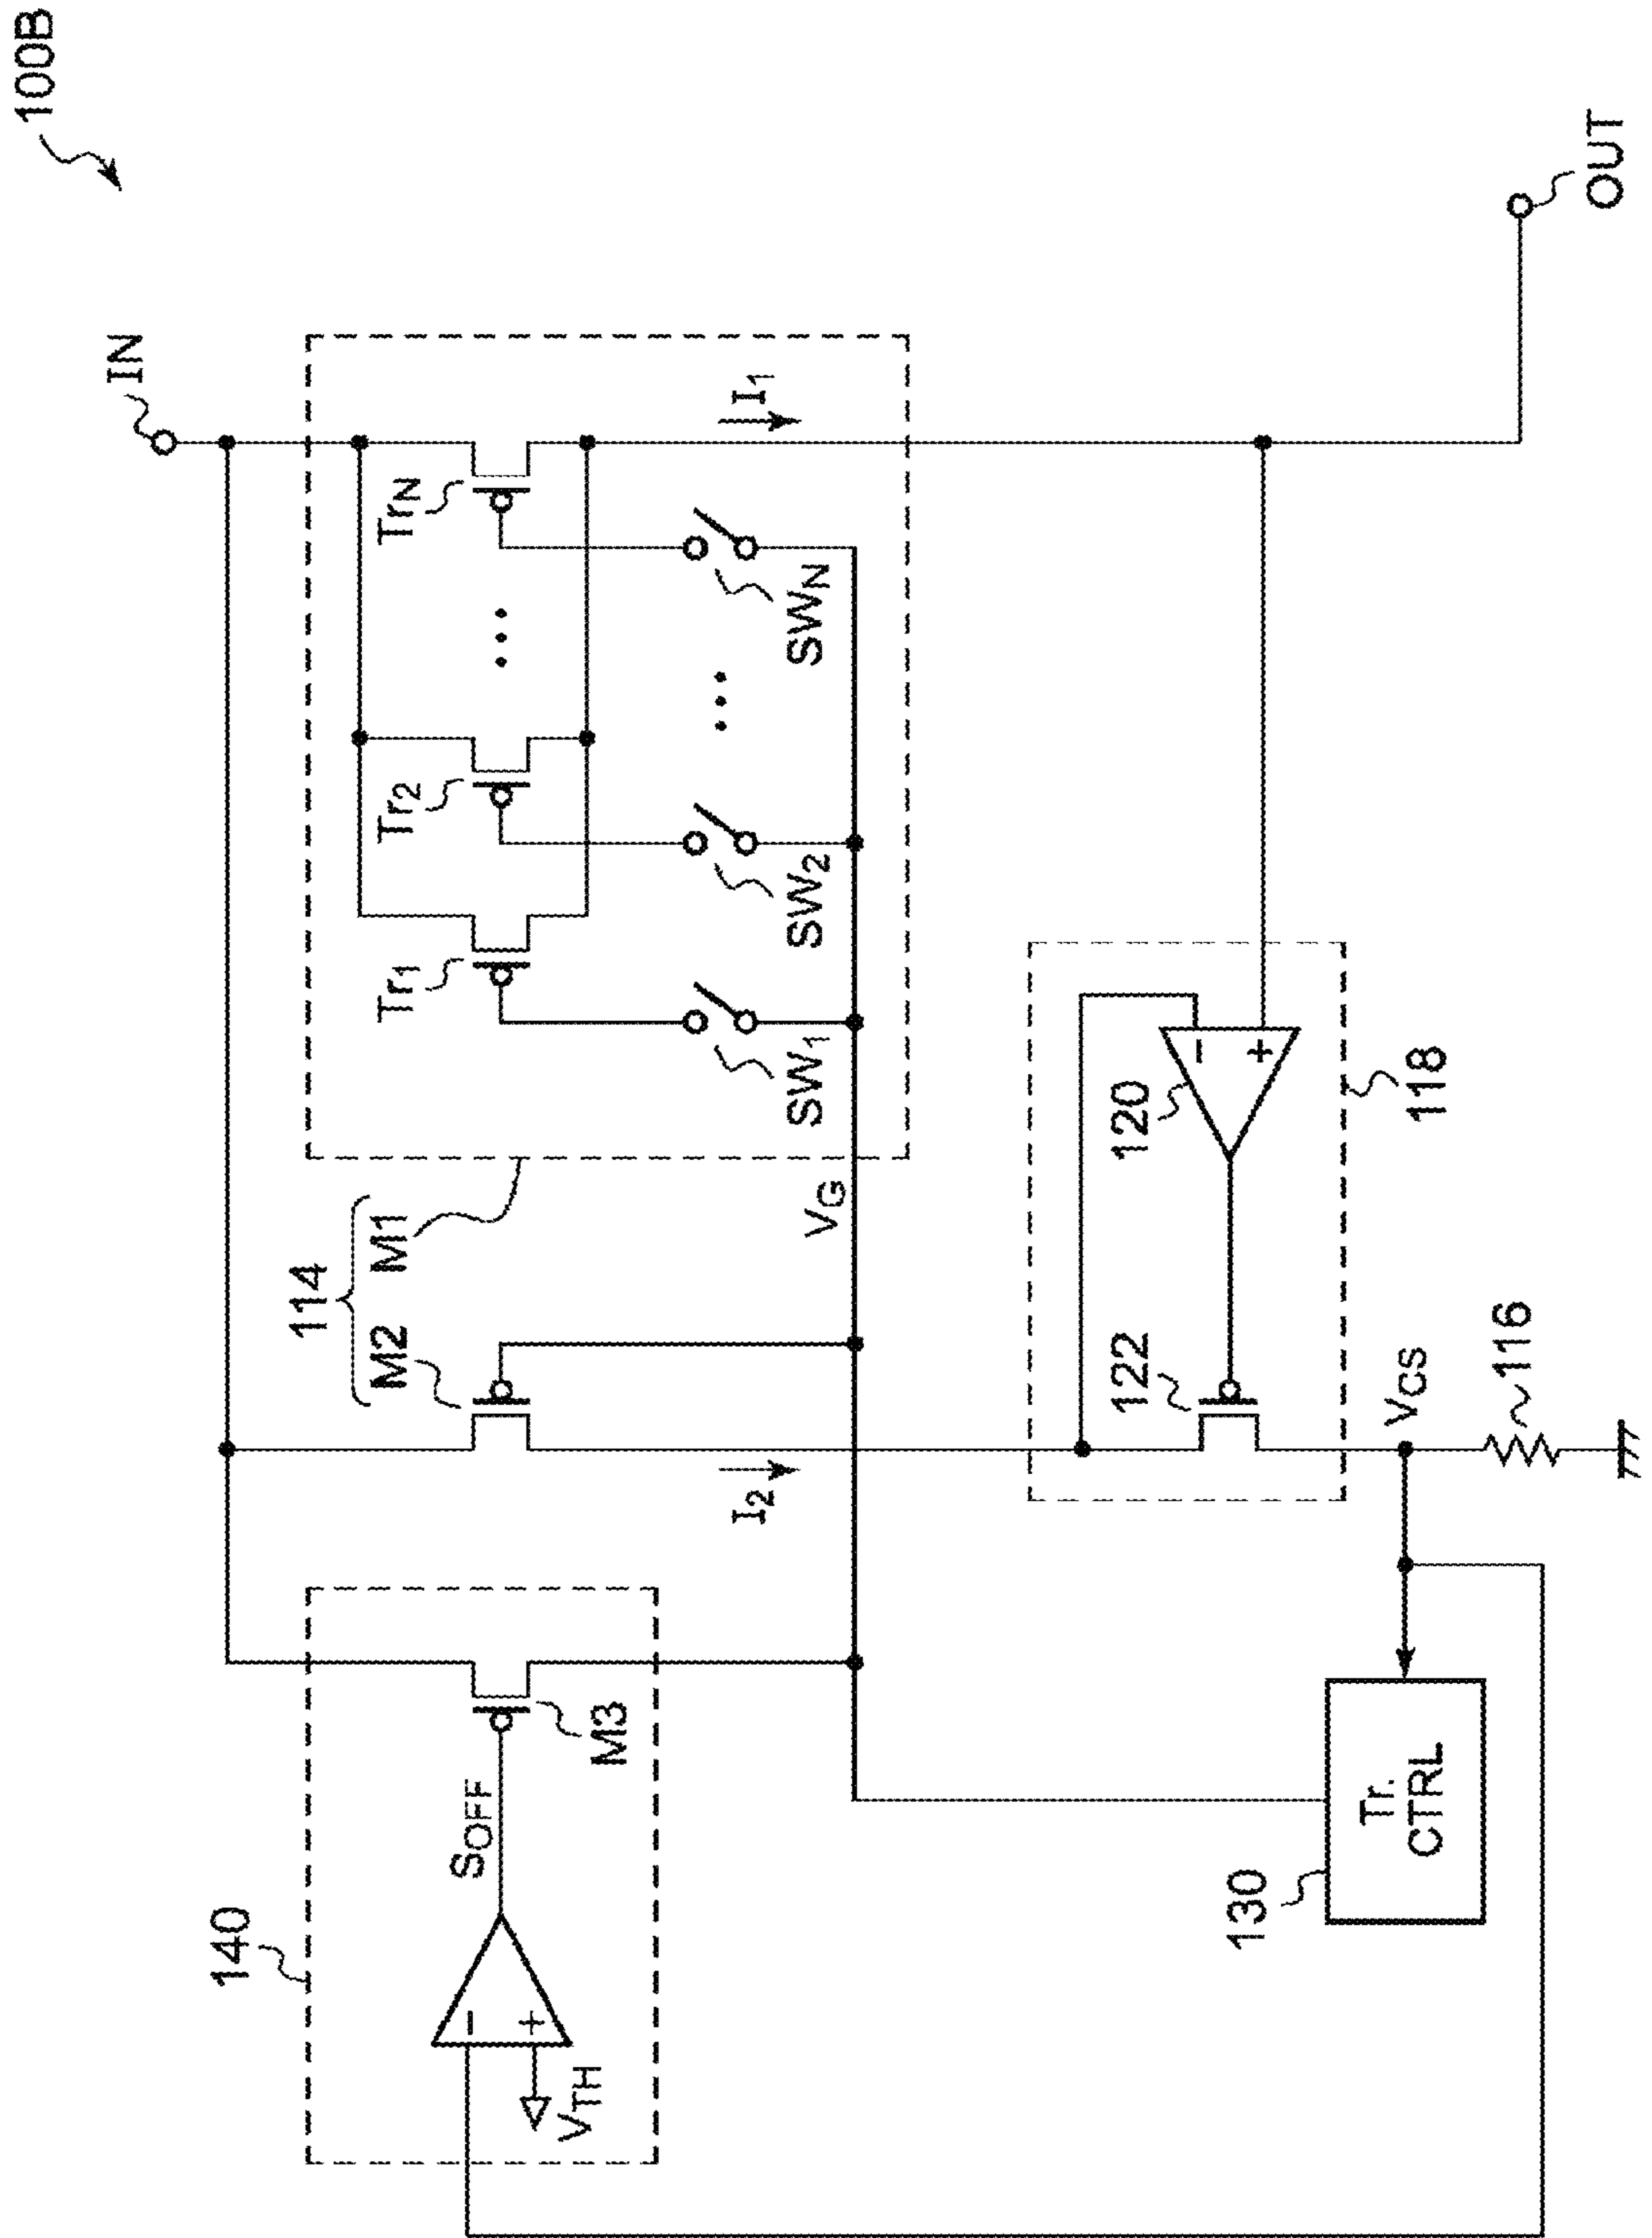 100B
IN
OUT
114
M2
M1
140
Tr1
Tr2
...
TrN
SOFF
M3
I2
I1
VTH
−
+
SW1
SW2
...
SWN
VG
120
118
−
+
122
130
Tr.
CTRL
VCS
116